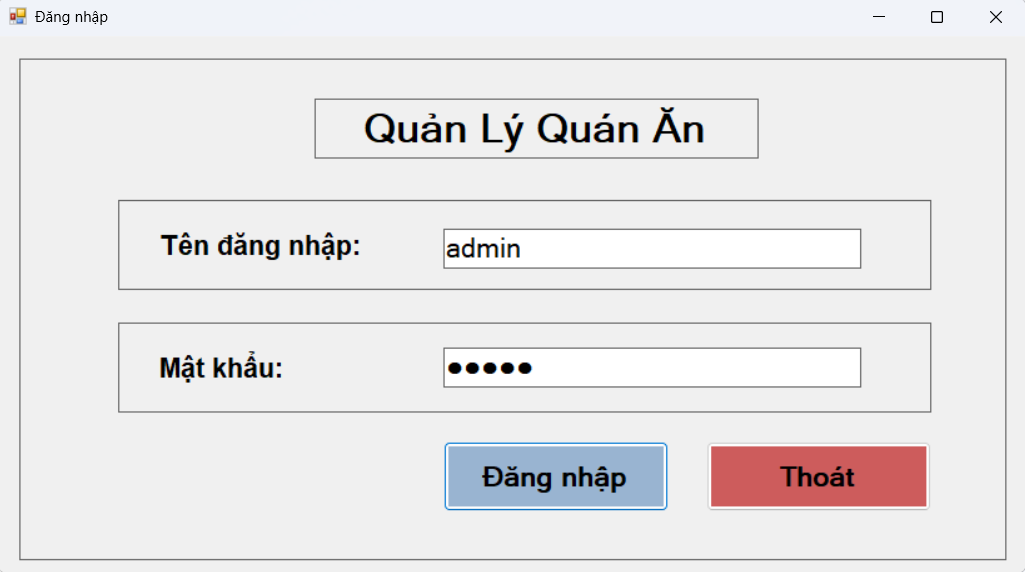 Đăng nhập
Quản Lý Quán Ăn
Tên đăng nhập: admin
Mật khẩu: ●●●●●
Đăng nhập Thoát